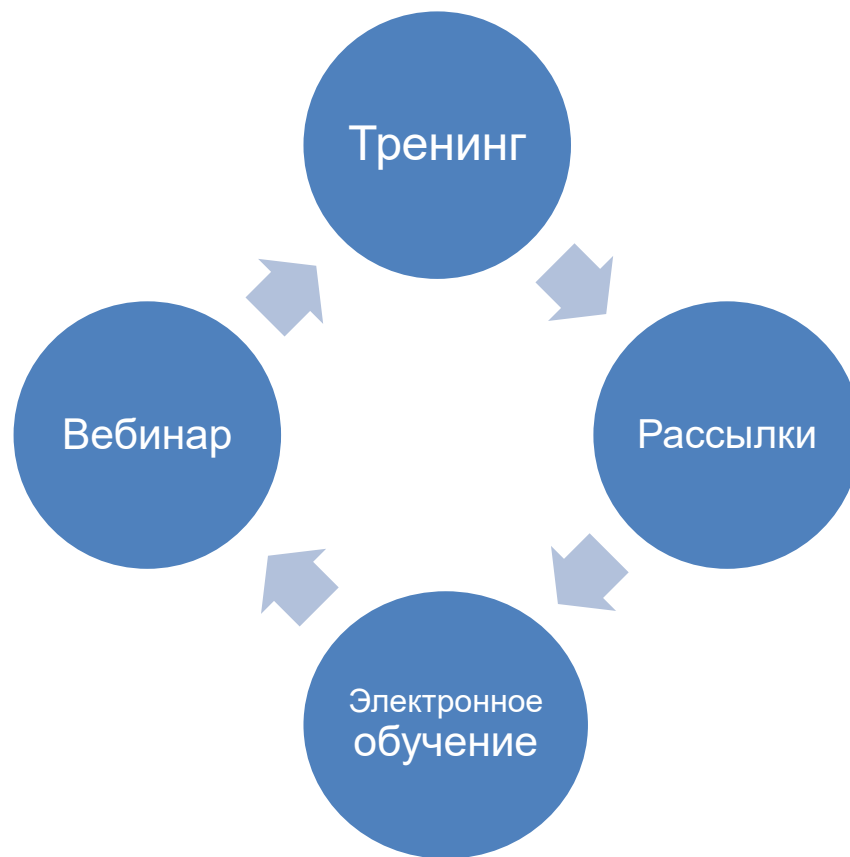 Тренинг
Вебинар
Рассылки
Электронное
обучение